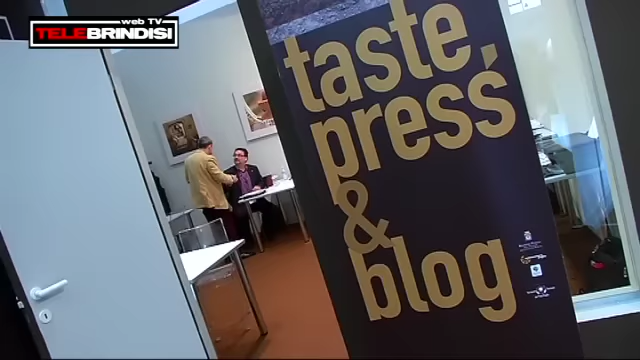 web TV
TELEBRINDISI
taste,
press
& 
blog